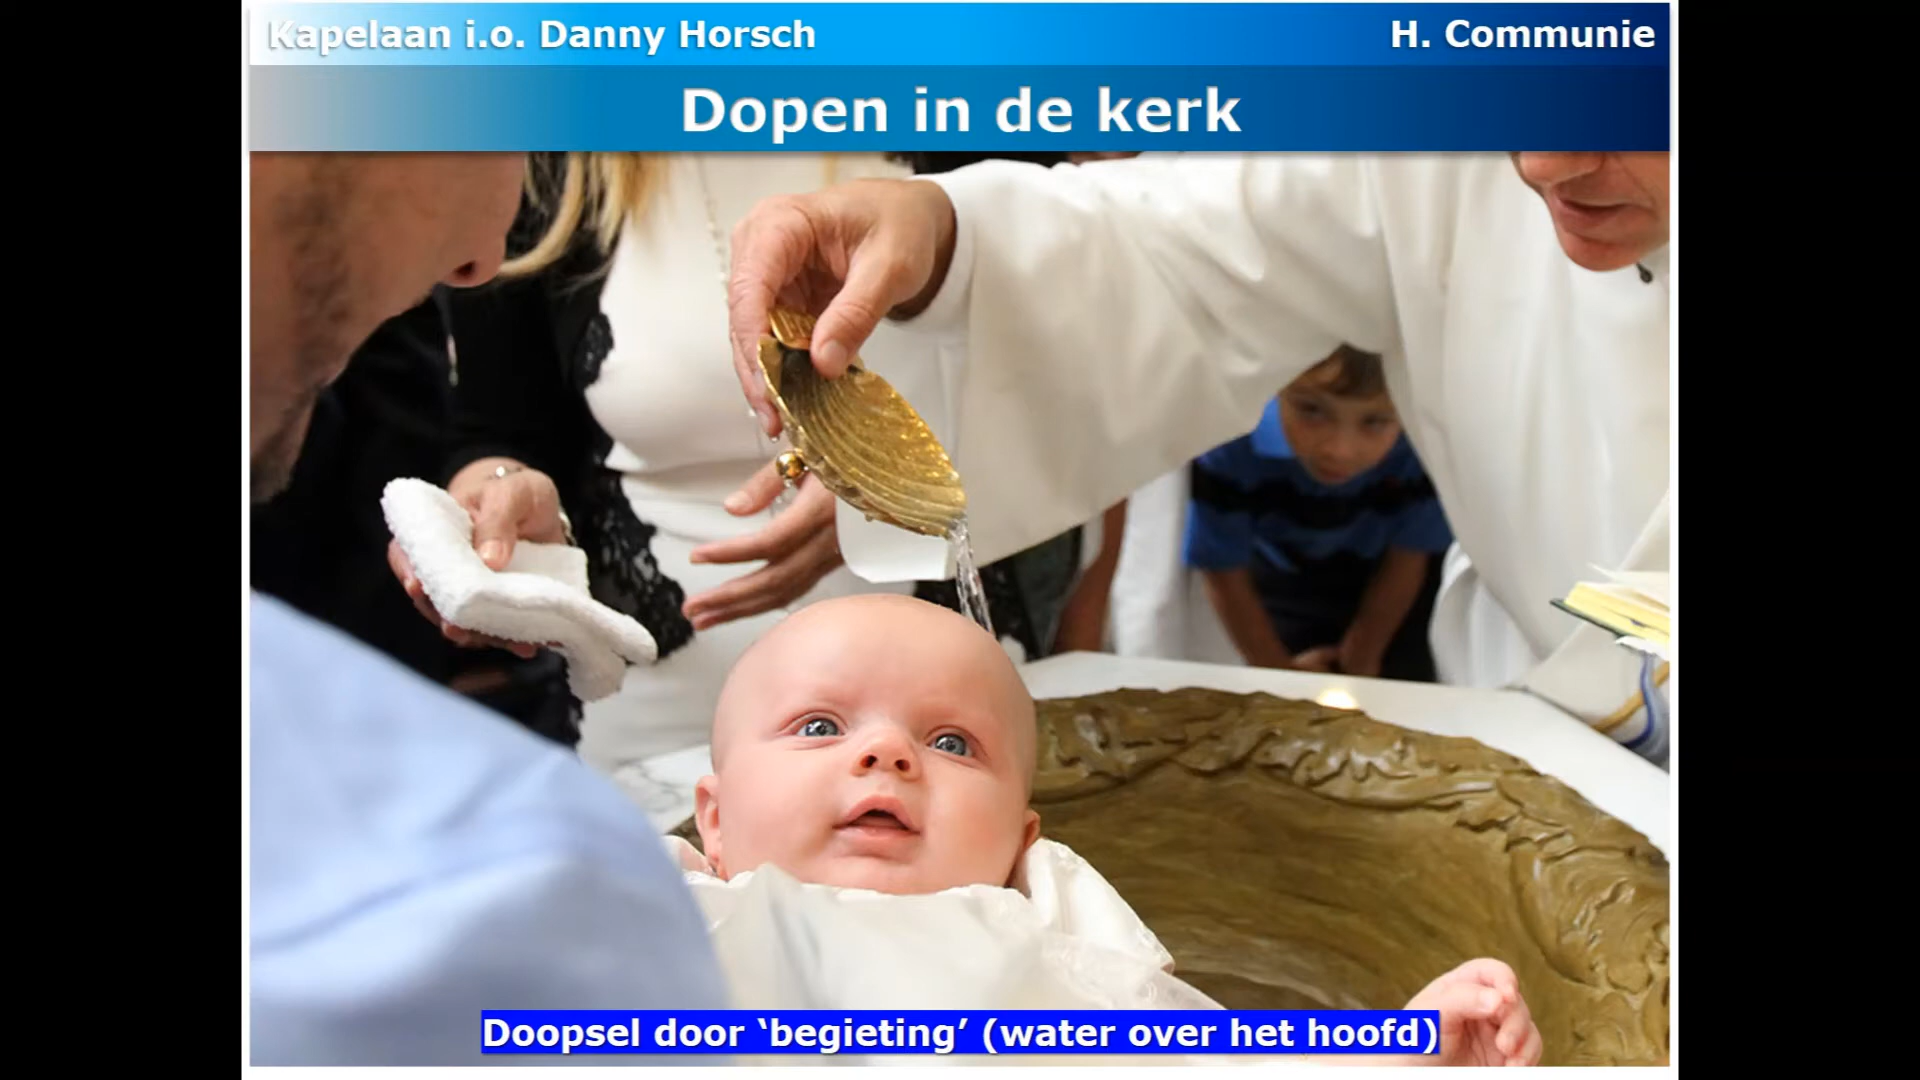 Kapelaan i.o. Danny Horsch
H. Communie
Dopen in de kerk
Doopsel door ‘begieting’ (water over het hoofd)